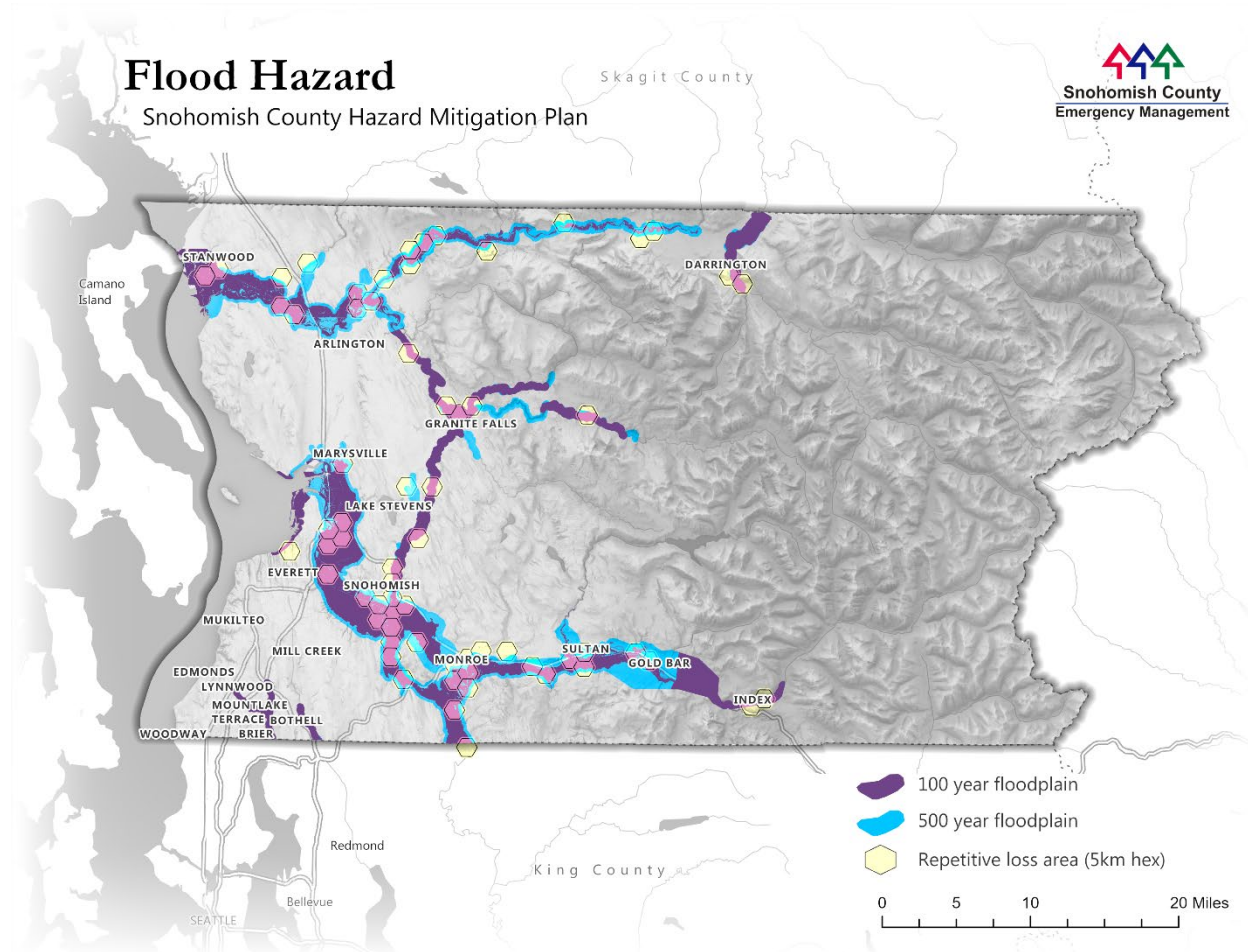 Flood Hazard
Snohomish County Hazard Mitigation Plan
Skagit County
Snohomish County
Emergency Management
STANWOOD
Camano
Island
DARRINGTON
ARLINGTON
GRANITE FALLS
MARYSVILLE
LAKE STEVENS
EVERETT
SNOHOMISH
MUKILTEO
MILL CREEK
SULTAN
MONROE
GOLD BAR
EDMONDS
LYNNWOOD
INDEX
MOUNTLAKE
TERRACE
BOTHELL
WOODWAY
BRIER
100 year floodplain
500 year floodplain
Repetitive loss area (5km hex)
Redmond
King County
Bellevue
SEATTLE
0 5 10 20 Miles